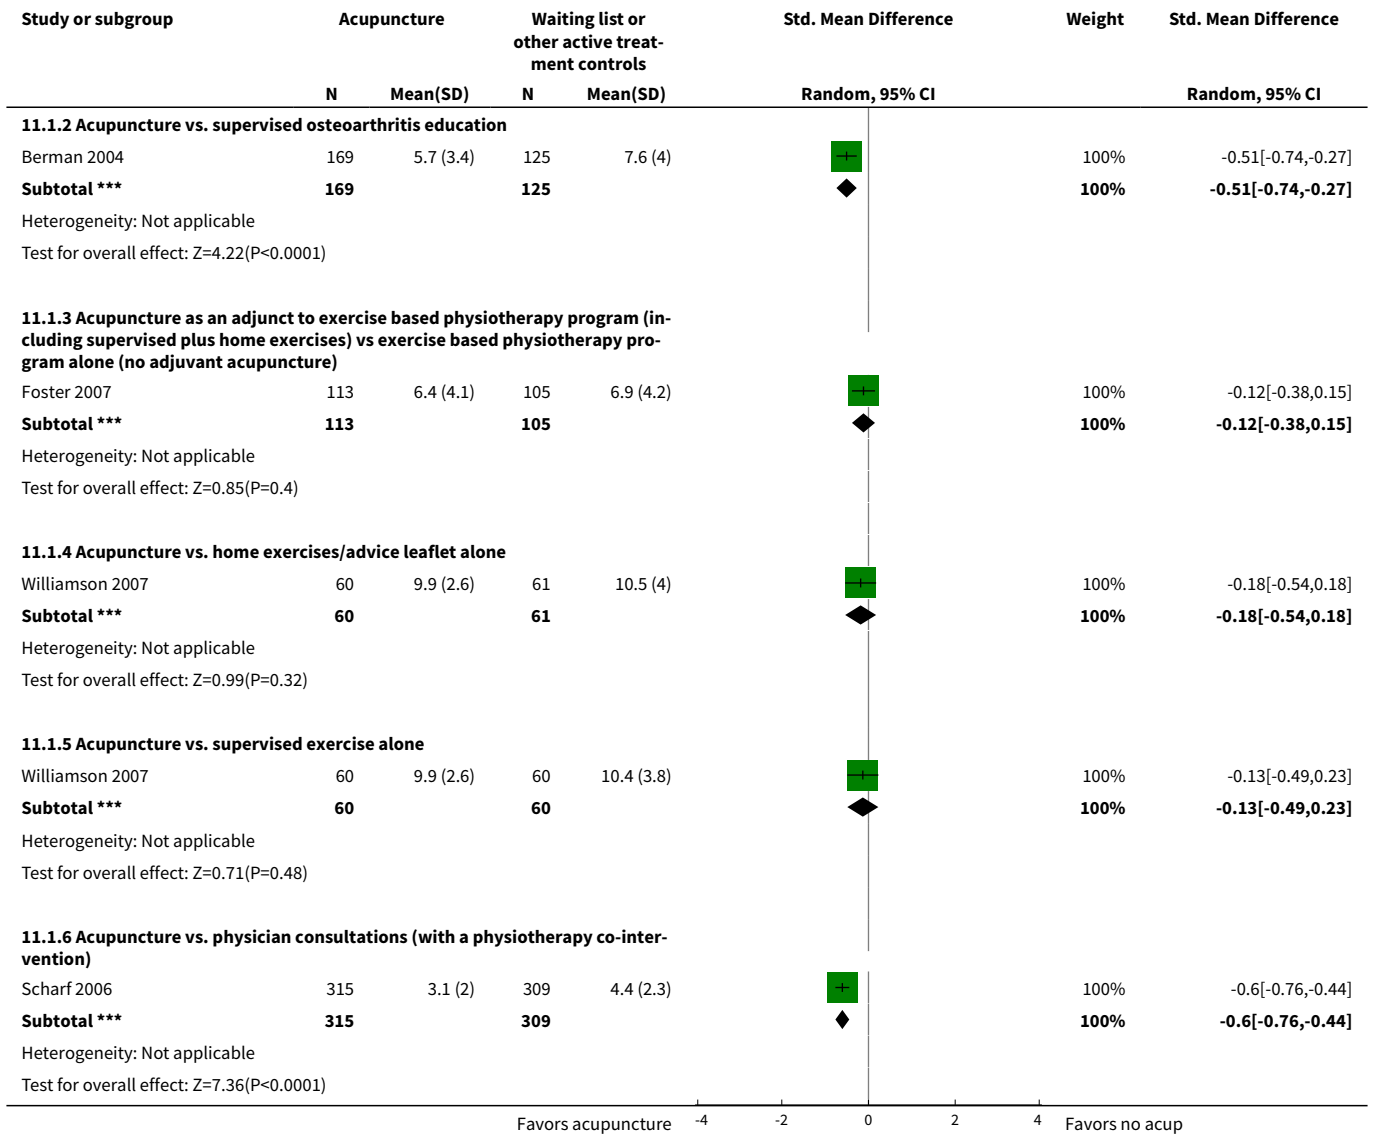 Study or subgroup Acupuncture Waiting list or other active treat- ment controls Std. Mean Difference Weight Std. Mean Difference
N Mean(SD) N Mean(SD) Random, 95% CI Random, 95% CI
11.1.2 Acupuncture vs. supervised osteoarthritis education
Berman 2004 169 5.7 (3.4) 125 7.6 (4) 100% -0.51[-0.74,-0.27]
Subtotal *** 169 125 100% -0.51[-0.74,-0.27]
Heterogeneity: Not applicable
Test for overall effect: Z=4.22(P<0.0001)
11.1.3 Acupuncture as an adjunct to exercise based physiotherapy program (in-
cluding supervised plus home exercises) vs exercise based physiotherapy pro-
gram alone (no adjuvant acupuncture)
Foster 2007 113 6.4 (4.1) 105 6.9 (4.2) 100% -0.12[-0.38,0.15]
Subtotal *** 113 105 100% -0.12[-0.38,0.15]
Heterogeneity: Not applicable
Test for overall effect: Z=0.85(P=0.4)
11.1.4 Acupuncture vs. home exercises/advice leaflet alone
Williamson 2007 60 9.9 (2.6) 61 10.5 (4) 100% -0.18[-0.54,0.18]
Subtotal *** 60 61 100% -0.18[-0.54,0.18]
Heterogeneity: Not applicable
Test for overall effect: Z=0.99(P=0.32)
11.1.5 Acupuncture vs. supervised exercise alone
Williamson 2007 60 9.9 (2.6) 60 10.4 (3.8) 100% -0.13[-0.49,0.23]
Subtotal *** 60 60 100% -0.13[-0.49,0.23]
Heterogeneity: Not applicable
Test for overall effect: Z=0.71(P=0.48)
11.1.6 Acupuncture vs. physician consultations (with a physiotherapy co-inter-
vention)
Scharf 2006 315 3.1 (2) 309 4.4 (2.3) 100% -0.6[-0.76,-0.44]
Subtotal *** 315 309 100% -0.6[-0.76,-0.44]
Heterogeneity: Not applicable
Test for overall effect: Z=7.36(P<0.0001)
Favors acupuncture -4 -2 0 2 4 Favors no acup